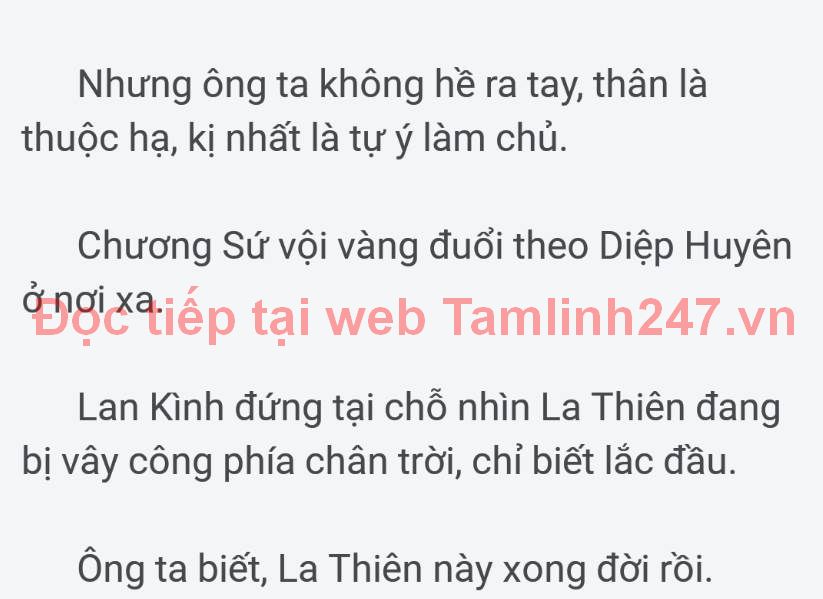 Nhưng ông ta không hề ra tay, thân là
thuộc hạ, kị nhất là tự ý làm chủ.
Chương Sứ vội vàng đuổi theo Diệp Huyên
ở nơi xa.
Đọc tiếp tại web Tamlinh247.vn
Lan Kình đứng tại chỗ nhìn La Thiên đang
bị vây công phía chân trời, chỉ biết lắc đầu.
Ông ta biết, La Thiên này xong đời rồi.